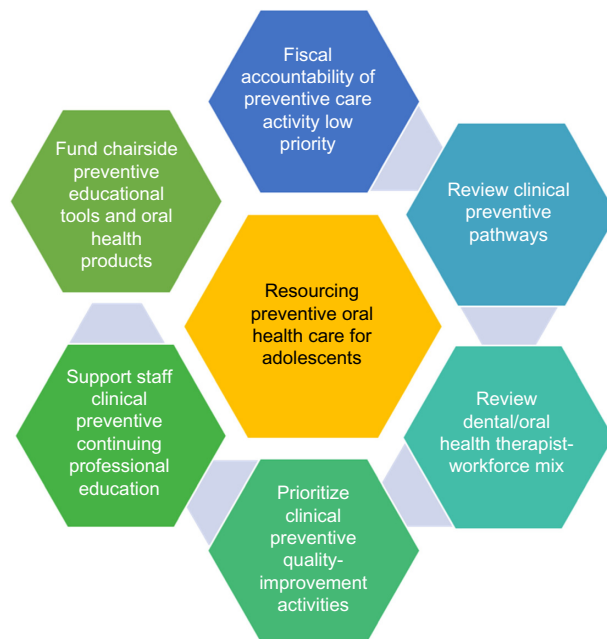 Fiscal
accountability of
preventive care
activity low
priority
Review clinical
preventive
pathways
Review
dental/oral
health therapist-
workforce mix
Prioritize
clinical
preventive
quality-
improvement
activities
Support staff
clinical
preventive
continuing
professional
education
Fund chairside
preventive
educational
tools and oral
health
products
Resourcing
preventive oral
health care for
adolescents